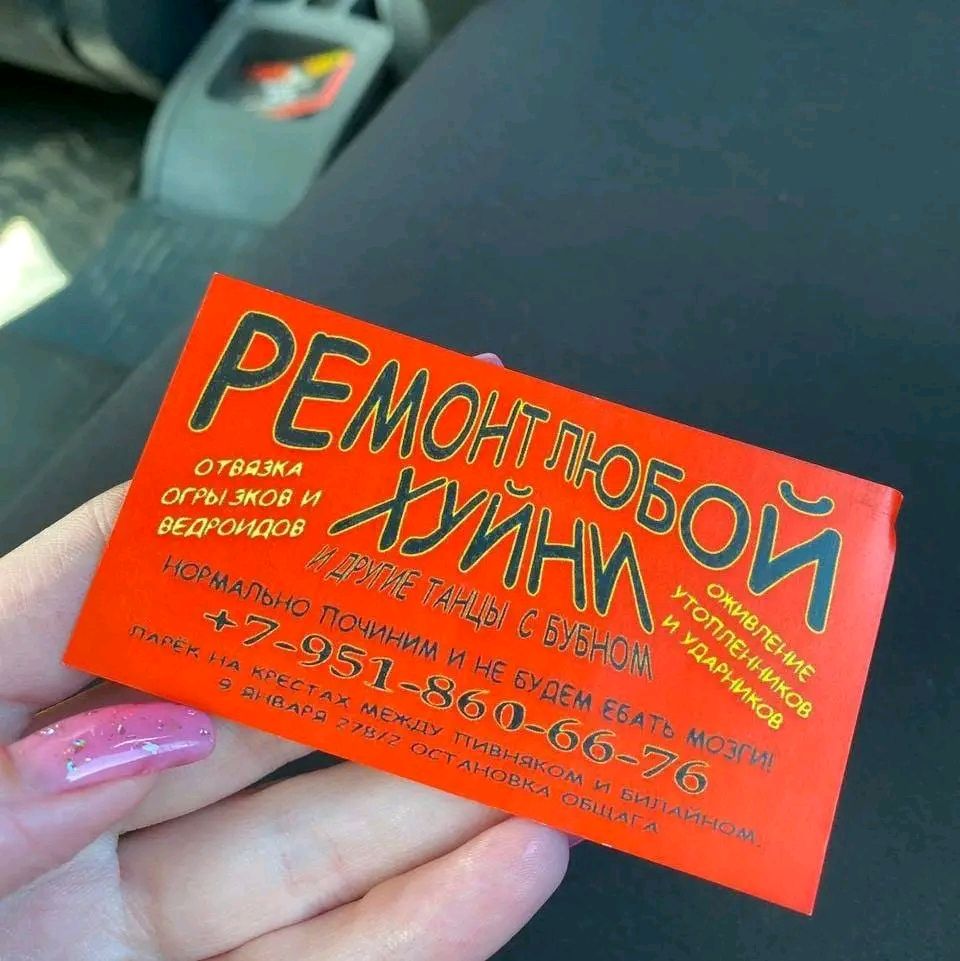 РЕМОНТ ЛЮБОЙ
ХУЙНИ
И ДРУГИЕ ТАНЦЫ С БУБНОМ
ОТВЯЗКА
ОГРЫЗКОВ И
ВЕДРОИДОВ
ОЖИВЛЕНИЕ
УТОПЛЕННИКОВ
И УДАРНИКОВ
НОРМАЛЬНО ПОЧИНИМ И НЕ БУДЕМ ЕБАТЬ МОЗГИ!
+7-951-860-66-76
ЛАРЁК НА КРЕСТАХ МЕЖДУ ПИВНЯКОМ И БИЛАЙНОМ.
9 ЯНВАРЯ 278/2 ОСТАНОВКА ОБЩАГА